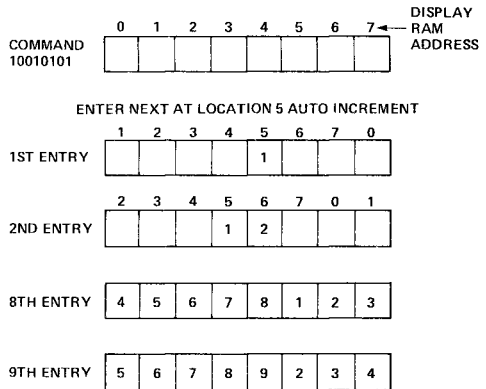 DISPLAY
0 1 2 3 4 5 6 7 RAM
ADDRESS
COMMAND
10010101
ENTER NEXT AT LOCATION 5 AUTO INCREMENT
1 2 3 4 5 6 7 0
1ST ENTRY 1
2 3 4 5 6 7 0 1
2ND ENTRY 1 2
8TH ENTRY 4 5 6 7 8 1 2 3
9TH ENTRY 5 6 7 8 9 2 3 4